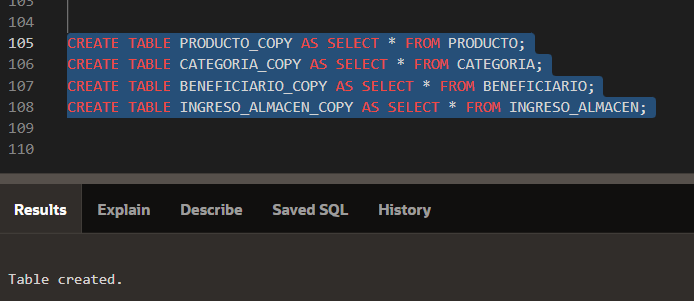 103
104
105 CREATE TABLE PRODUCTO_COPY AS SELECT * FROM PRODUCTO;
106 CREATE TABLE CATEGORIA_COPY AS SELECT * FROM CATEGORIA;
107 CREATE TABLE BENEFICIARIO_COPY AS SELECT * FROM BENEFICIARIO;
108 CREATE TABLE INGRESO_ALMACEN_COPY AS SELECT * FROM INGRESO_ALMACEN;
109
110
Results Explain Describe Saved SQL History
Table created.